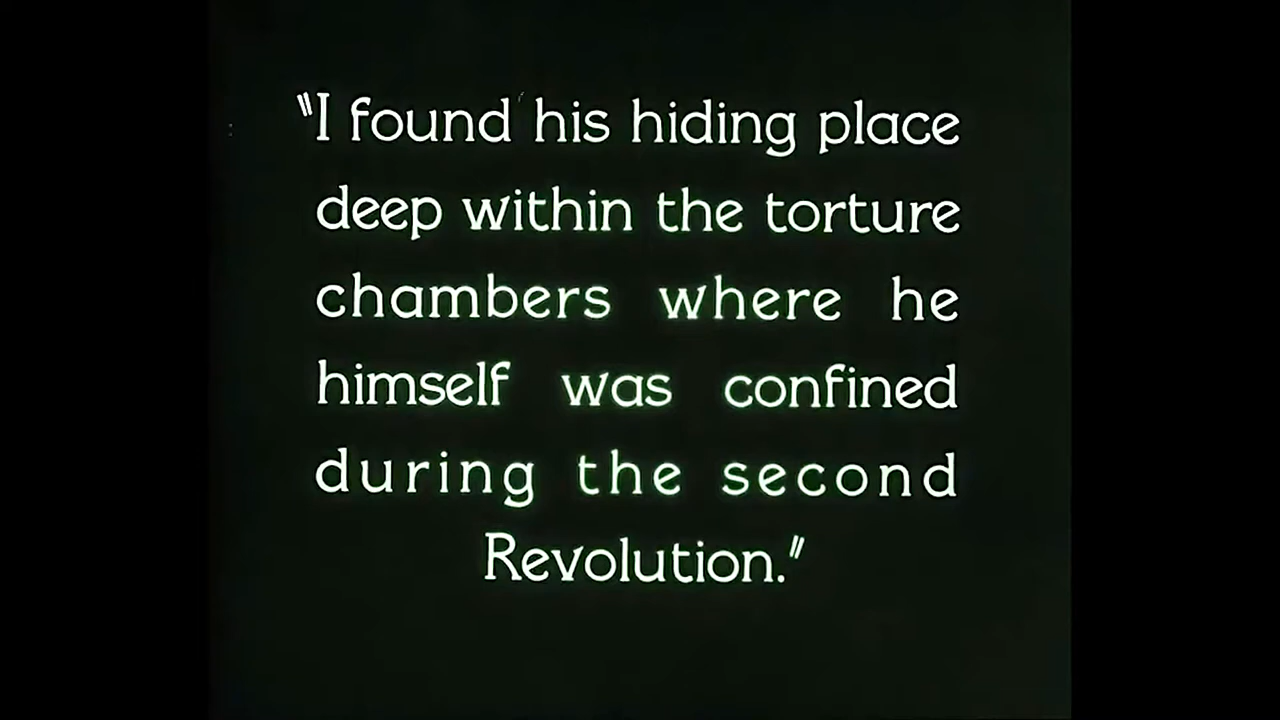 "I found his hiding place
deep within the torture
chambers where he
himself was confined
during the second
Revolution."